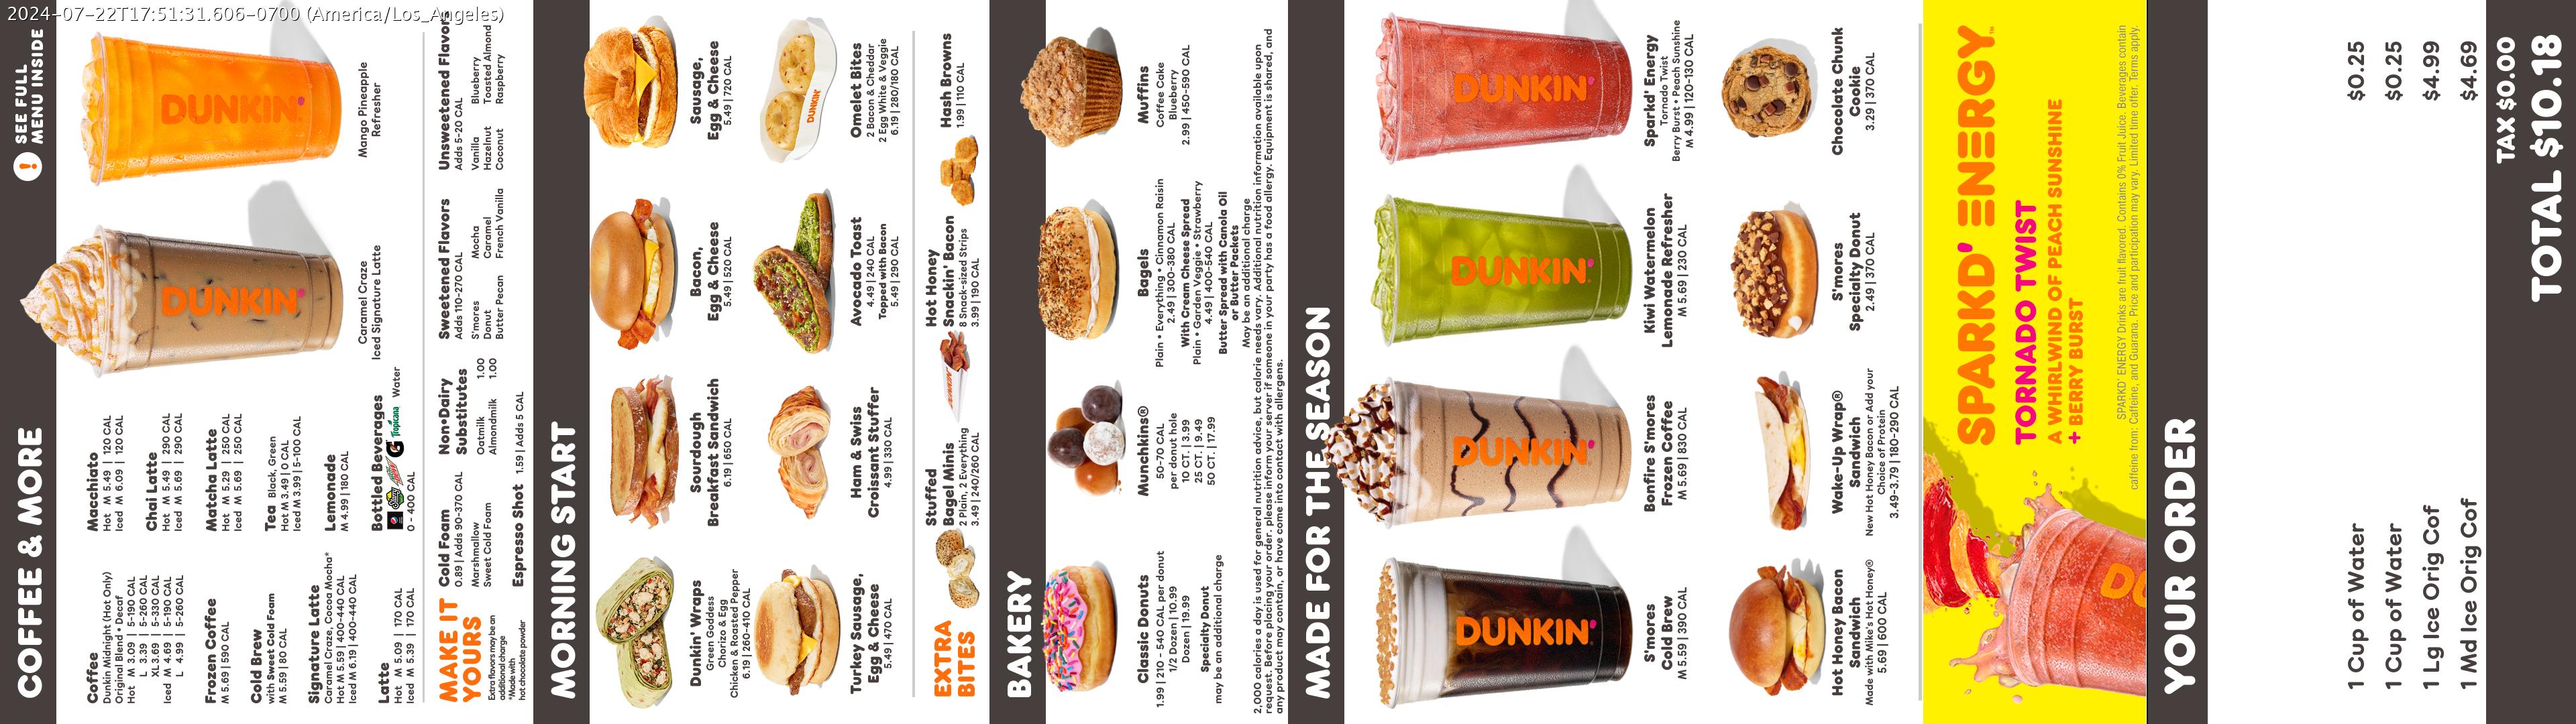 2024-07-22T17:51:31.606-0700 (America/Los_Angeles)
COFFEE & MORE
! SEE FULL
MENU INSIDE
Coffee
Dunkin Midnight (Hot Only)
Original Blend • Decaf
Hot M 3.09 | 5-190 CAL
L 3.39 | 5-260 CAL
XL 3.69 | 5-330 CAL
Iced M 4.69 | 5-190 CAL
L 4.99 | 5-260 CAL
Frozen Coffee
M 5.69 | 590 CAL
Cold Brew
with Sweet Cold Foam
M 5.59 | 80 CAL
Signature Latte
Caramel Craze, Cocoa Mocha*
Hot M 5.59 | 400-440 CAL
Iced M 6.19 | 400-440 CAL
Latte
Hot M 5.09 | 170 CAL
Iced M 5.39 | 170 CAL
Macchiato
Hot M 5.49 | 120 CAL
Iced M 6.09 | 120 CAL
Chai Latte
Hot M 5.49 | 290 CAL
Iced M 5.69 | 290 CAL
Matcha Latte
Hot M 5.29 | 250 CAL
Iced M 5.69 | 250 CAL
Tea Black, Green
Hot M 3.49 | 0 CAL
Iced M 3.99 | 5-100 CAL
Lemonade
M 4.99 | 180 CAL
Bottled Beverages
Tropicana Water
0 - 400 CAL
DUNKIN'
Caramel Craze
Iced Signature Latte
DUNKIN'
Mango Pineapple
Refresher
MAKE IT
YOURS
Extra flavors may be an
additional charge
*Made with
hot chocolate powder
Cold Foam
0.89 | Adds 90-370 CAL
Marshmallow
Sweet Cold Foam
Espresso Shot 1.59 | Adds 5 CAL
Non-Dairy
Substitutes
Oatmilk 1.00
Almondmilk 1.00
Sweetened Flavors
Adds 110-270 CAL
S'mores Mocha
Donut Caramel
Butter Pecan French Vanilla
Unsweetened Flavors
Adds 5-20 CAL
Vanilla Blueberry
Hazelnut Toasted Almond
Coconut Raspberry
MORNING START
Dunkin' Wraps
Green Goddess
Chorizo & Egg
Chicken & Roasted Pepper
6.19 | 260-410 CAL
Sourdough
Breakfast Sandwich
6.19 | 650 CAL
Bacon,
Egg & Cheese
5.49 | 520 CAL
Sausage,
Egg & Cheese
5.49 | 720 CAL
Turkey Sausage,
Egg & Cheese
5.49 | 470 CAL
Ham & Swiss
Croissant Stuffer
4.99 | 330 CAL
Avocado Toast
4.49 | 240 CAL
Topped with Bacon
5.49 | 290 CAL
DUNKIN'
Omelet Bites
2 Bacon & Cheddar
2 Egg White & Veggie
6.19 | 280/180 CAL
EXTRA
BITES
Stuffed
Bagel Minis
2 Plain, 2 Everything
3.49 | 240/260 CAL
DUNKIN'
Hot Honey
Snackin' Bacon
8 Snack-sized Strips
3.99 | 190 CAL
Hash Browns
1.99 | 110 CAL
BAKERY
Classic Donuts
1.99 | 210 - 540 CAL per donut
1/2 Dozen | 10.99
Dozen | 19.99
Specialty Donut
may be an additional charge
Munchkins®
50-70 CAL
per donut hole
10 CT. | 3.99
25 CT. | 9.49
50 CT. | 17.99
Bagels
Plain • Everything • Cinnamon Raisin
2.49 | 300-380 CAL
With Cream Cheese Spread
Plain • Garden Veggie • Strawberry
4.49 | 400-540 CAL
Butter Spread with Canola Oil
or Butter Packets
May be an additional charge
Muffins
Coffee Cake
Blueberry
2.99 | 450-590 CAL
2,000 calories a day is used for general nutrition advice, but calorie needs vary. Additional nutrition information available upon
request. Before placing your order, please inform your server if someone in your party has a food allergy. Equipment is shared, and
any product may contain, or have come into contact with allergens.
MADE FOR THE SEASON
DUNKIN'
S'mores
Cold Brew
M 5.59 | 390 CAL
DUNKIN'
Bonfire S'mores
Frozen Coffee
M 5.69 | 830 CAL
DUNKIN'
Kiwi Watermelon
Lemonade Refresher
M 5.69 | 230 CAL
DUNKIN'
Sparkd' Energy
Tornado Twist
Berry Burst • Peach Sunshine
M 4.99 | 120-130 CAL
Hot Honey Bacon
Sandwich
Made with Mike's Hot Honey®
5.69 | 600 CAL
Wake-Up Wrap®
Sandwich
New Hot Honey Bacon or Add your
Choice of Protein
3.49-3.79 | 180-290 CAL
S'mores
Specialty Donut
2.49 | 370 CAL
Chocolate Chunk
Cookie
3.29 | 370 CAL
SPARKD' ENERGY™
TORNADO TWIST
A WHIRLWIND OF PEACH SUNSHINE
+ BERRY BURST
SPARKD' ENERGY Drinks are fruit flavored. Contains 0% Fruit Juice. Beverages contain
caffeine from: Caffeine, and Guarana. Price and participation may vary. Limited time offer. Terms apply.
YOUR ORDER
1 Cup of Water $0.25
1 Cup of Water $0.25
1 Lg Ice Orig Cof $4.99
1 Md Ice Orig Cof $4.69
TAX $0.00
TOTAL $10.18